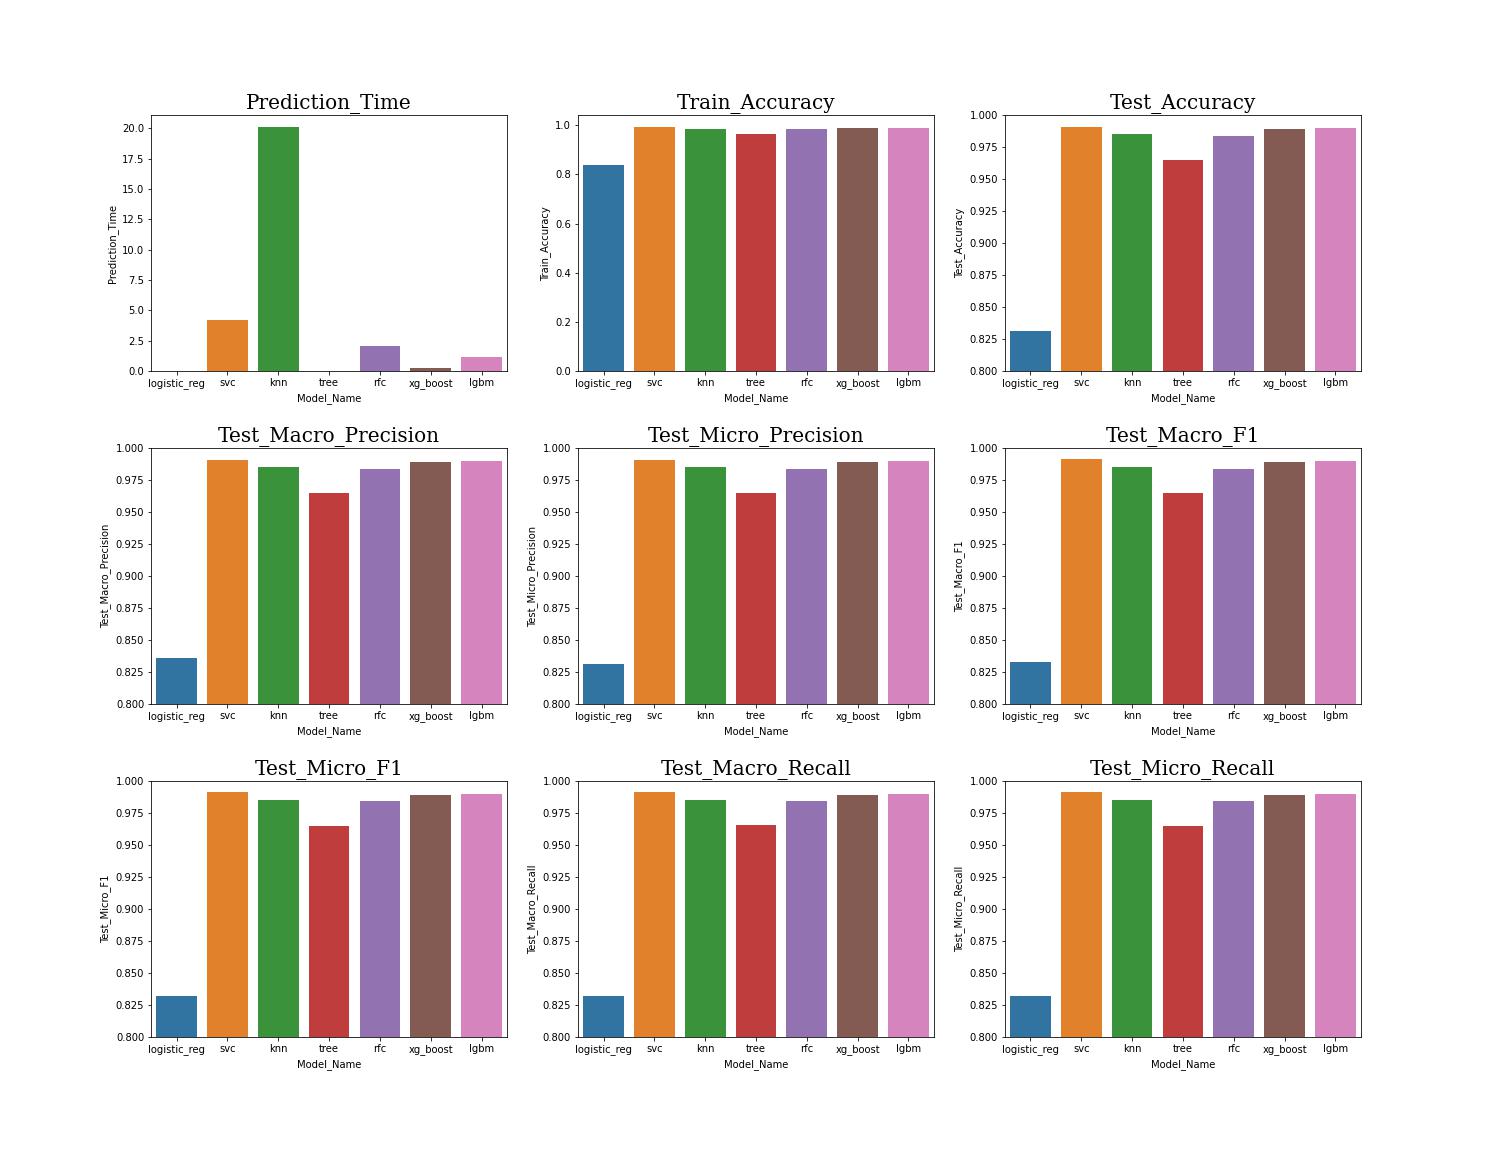 Prediction_Time
Prediction_Time
20.0
17.5
15.0
12.5
10.0
7.5
5.0
2.5
0.0
logistic_reg svc knn tree rfc xg_boost lgbm
Model_Name
Train_Accuracy
Train_Accuracy
1.0
0.8
0.6
0.4
0.2
0.0
logistic_reg svc knn tree rfc xg_boost lgbm
Model_Name
Test_Accuracy
Test_Accuracy
1.000
0.975
0.950
0.925
0.900
0.875
0.850
0.825
0.800
logistic_reg svc knn tree rfc xg_boost lgbm
Model_Name
Test_Macro_Precision
Test_Macro_Precision
1.000
0.975
0.950
0.925
0.900
0.875
0.850
0.825
0.800
logistic_reg svc knn tree rfc xg_boost lgbm
Model_Name
Test_Micro_Precision
Test_Micro_Precision
1.000
0.975
0.950
0.925
0.900
0.875
0.850
0.825
0.800
logistic_reg svc knn tree rfc xg_boost lgbm
Model_Name
Test_Macro_F1
Test_Macro_F1
1.000
0.975
0.950
0.925
0.900
0.875
0.850
0.825
0.800
logistic_reg svc knn tree rfc xg_boost lgbm
Model_Name
Test_Micro_F1
Test_Micro_F1
1.000
0.975
0.950
0.925
0.900
0.875
0.850
0.825
0.800
logistic_reg svc knn tree rfc xg_boost lgbm
Model_Name
Test_Macro_Recall
Test_Macro_Recall
1.000
0.975
0.950
0.925
0.900
0.875
0.850
0.825
0.800
logistic_reg svc knn tree rfc xg_boost lgbm
Model_Name
Test_Micro_Recall
Test_Micro_Recall
1.000
0.975
0.950
0.925
0.900
0.875
0.850
0.825
0.800
logistic_reg svc knn tree rfc xg_boost lgbm
Model_Name